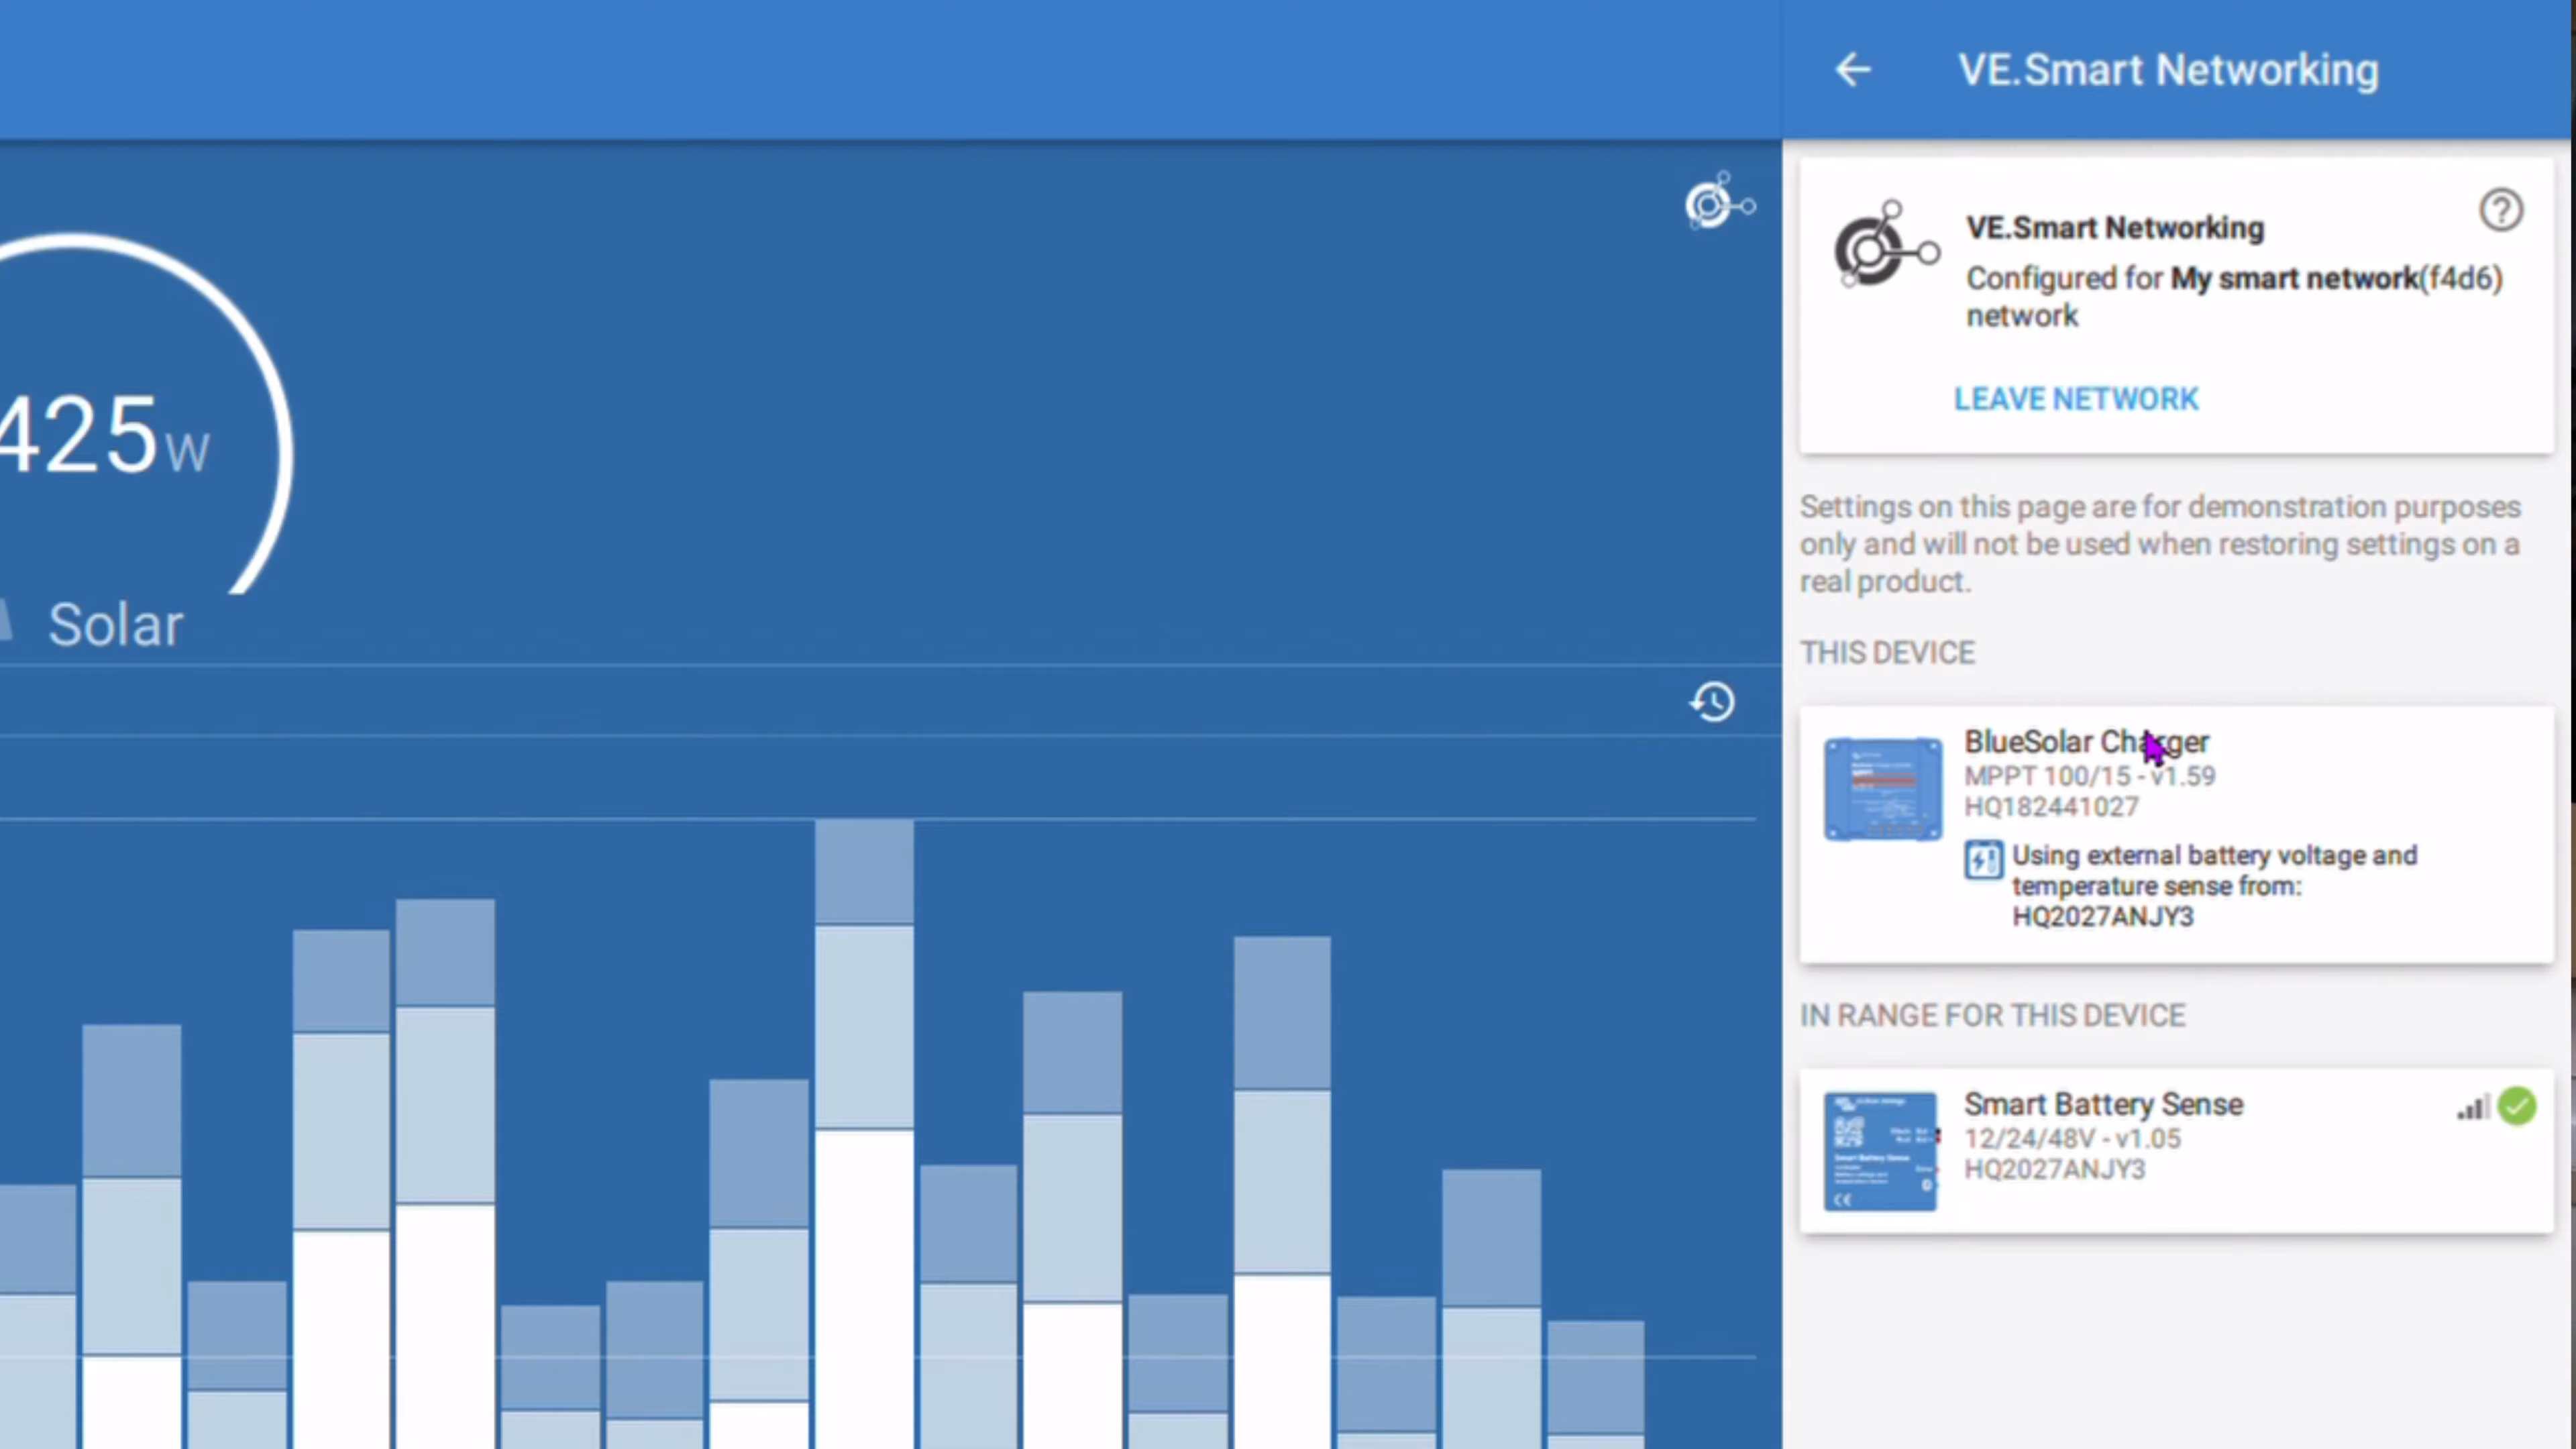 VE.Smart Networking
VE.Smart Networking
Configured for My smart network(f4d6)
network
LEAVE NETWORK
425W
Solar
Settings on this page are for demonstration purposes
only and will not be used when restoring settings on a
real product.
THIS DEVICE
BlueSolar Charger
MPPT 100/15 - v1.59
HQ182441027
Using external battery voltage and
temperature sense from:
HQ2027ANJY3
IN RANGE FOR THIS DEVICE
Smart Battery Sense
12/24/48V - v1.05
HQ2027ANJY3